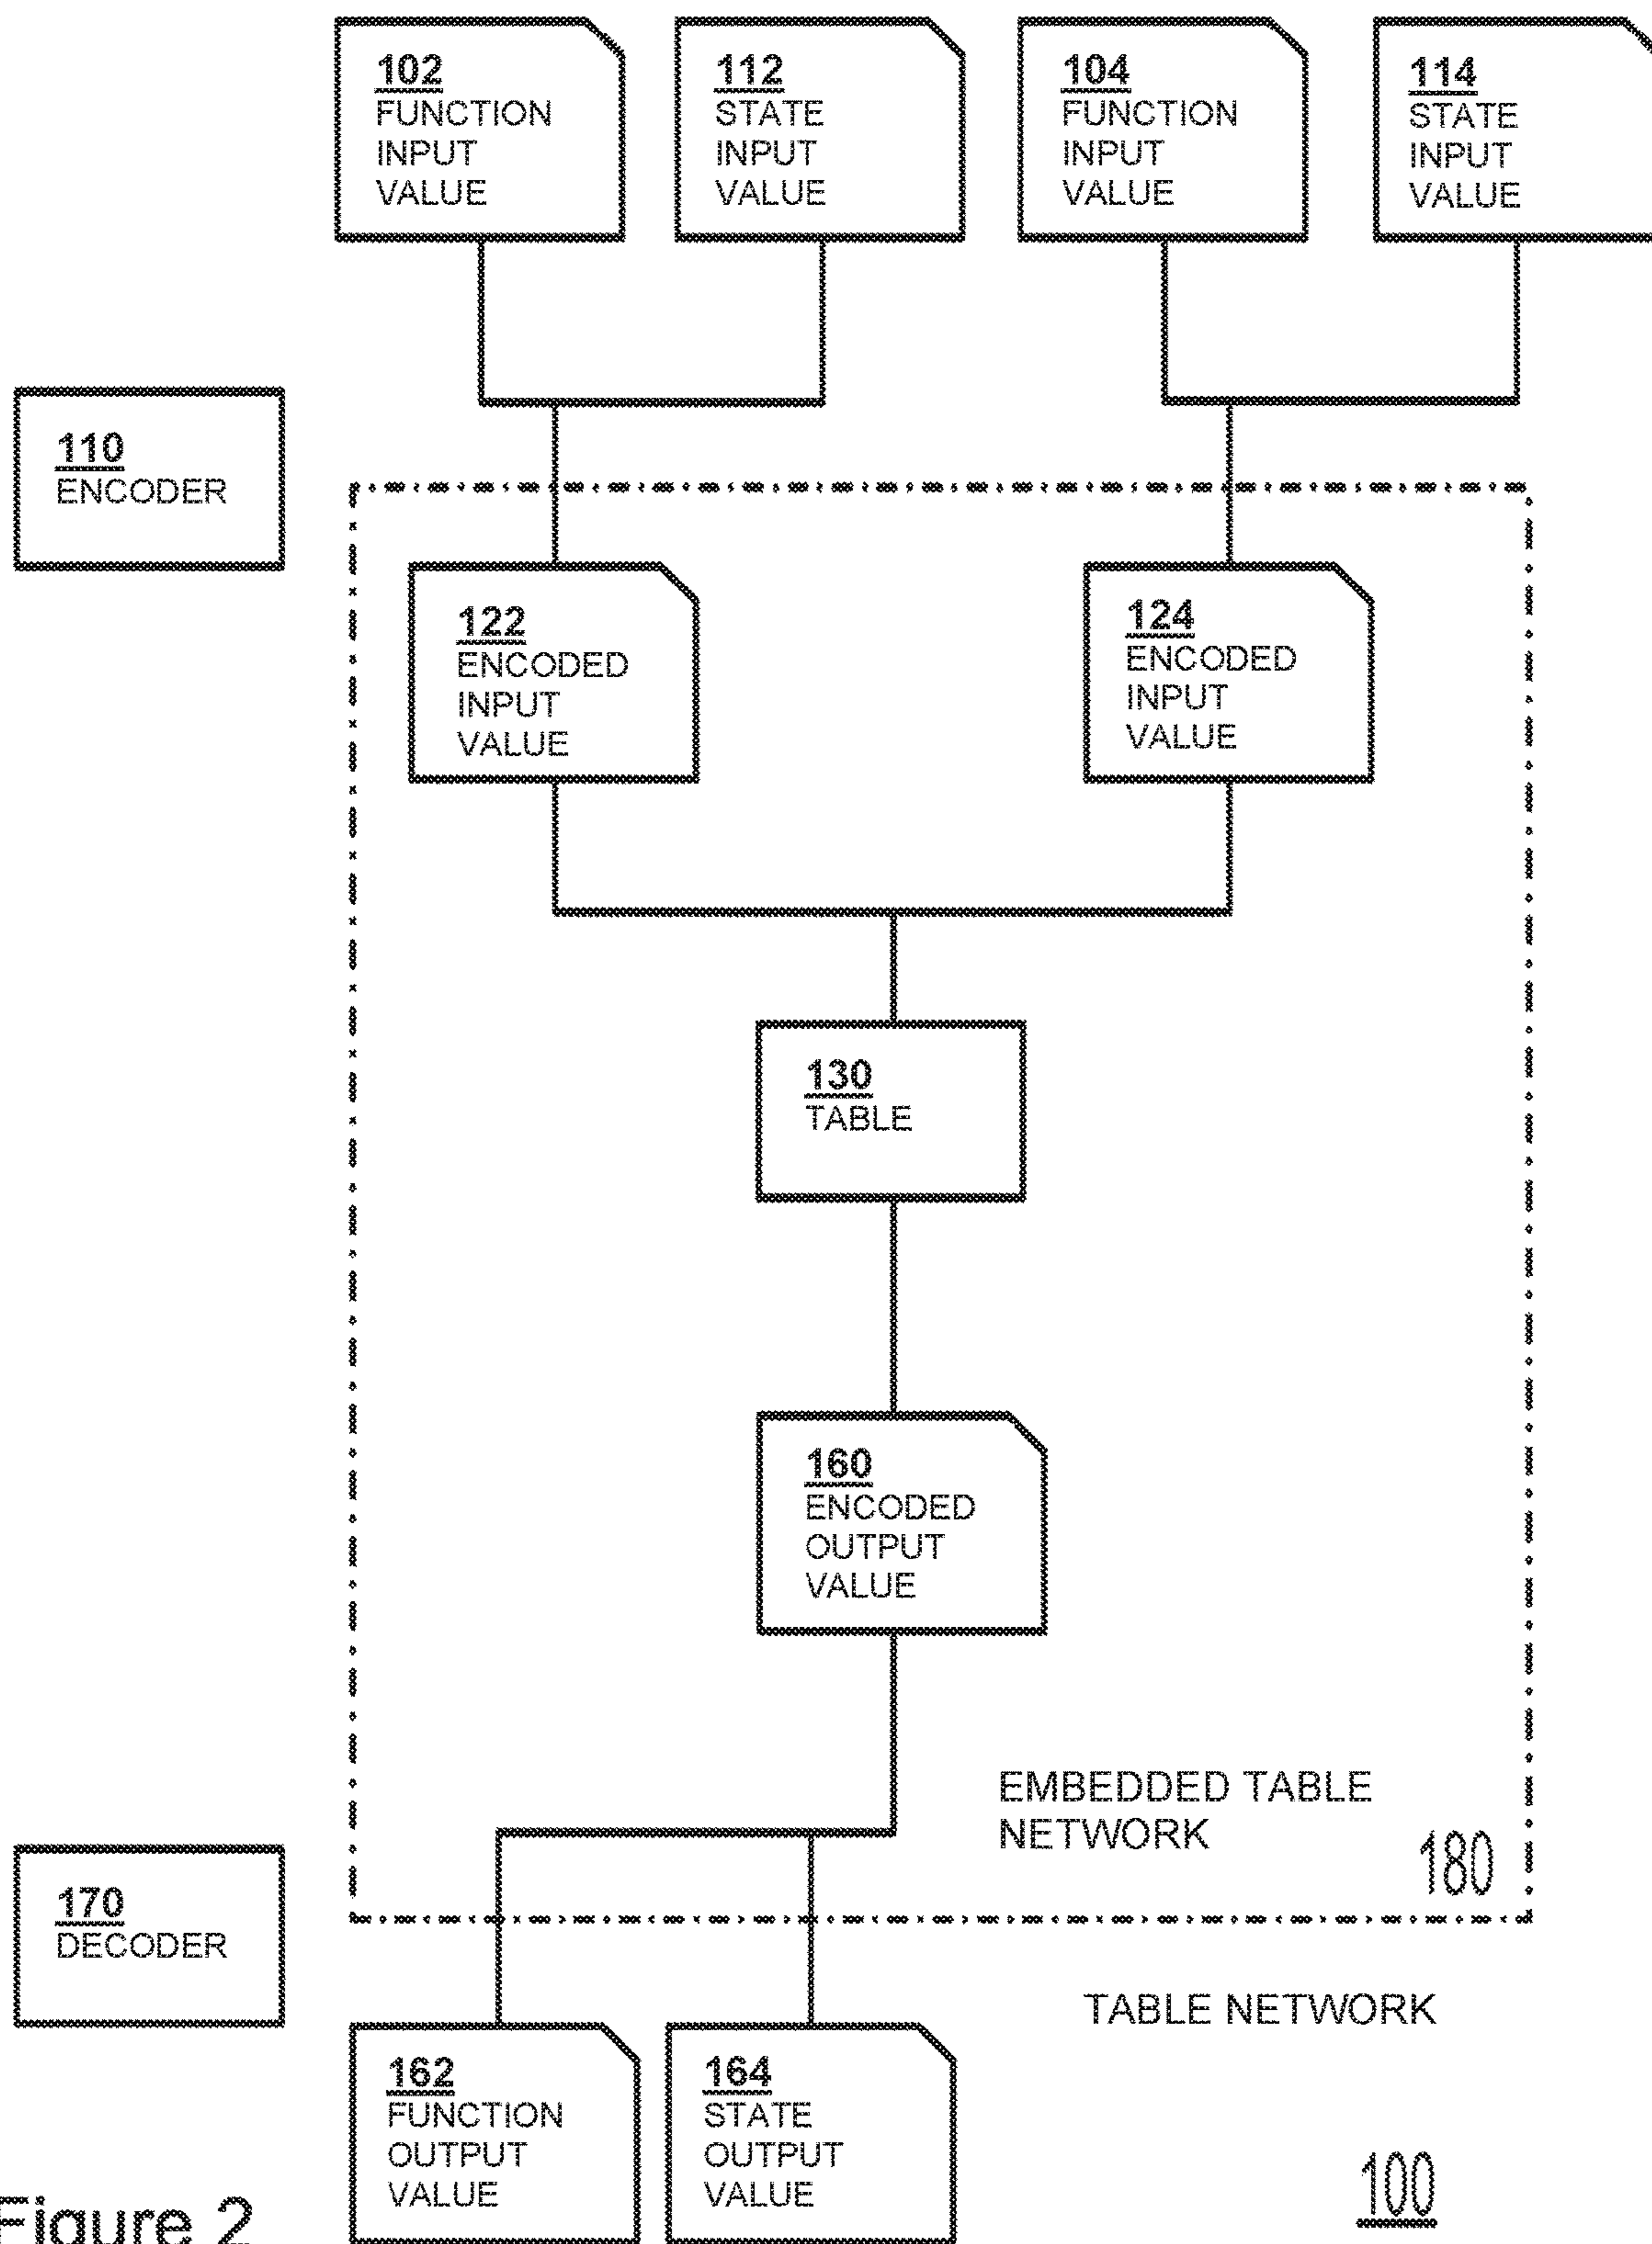 102
FUNCTION
INPUT
VALUE
112
STATE
INPUT
VALUE
104
FUNCTION
INPUT
VALUE
114
STATE
INPUT
VALUE
110
ENCODER
122
ENCODED
INPUT
VALUE
124
ENCODED
INPUT
VALUE
130
TABLE
160
ENCODED
OUTPUT
VALUE
EMBEDDED TABLE
NETWORK
180
170
DECODER
TABLE NETWORK
162
FUNCTION
OUTPUT
VALUE
164
STATE
OUTPUT
VALUE
100
Figure 2